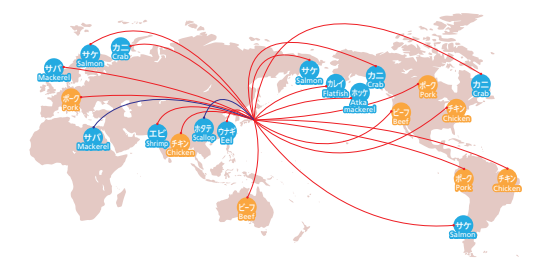 サケ
Salmon
カニ
Crab
サバ
Mackerel
ポーク
Pork
サバ
Mackerel
エビ
Shrimp
チキン
Chicken
ホタテ
Scallop
ウナギ
Eel
サケ
Salmon
カレイ
Flatfish
カニ
Crab
ホッケ
Atka
mackerel
ポーク
Pork
カニ
Crab
ビーフ
Beef
チキン
Chicken
ポーク
Pork
チキン
Chicken
サケ
Salmon
ビーフ
Beef